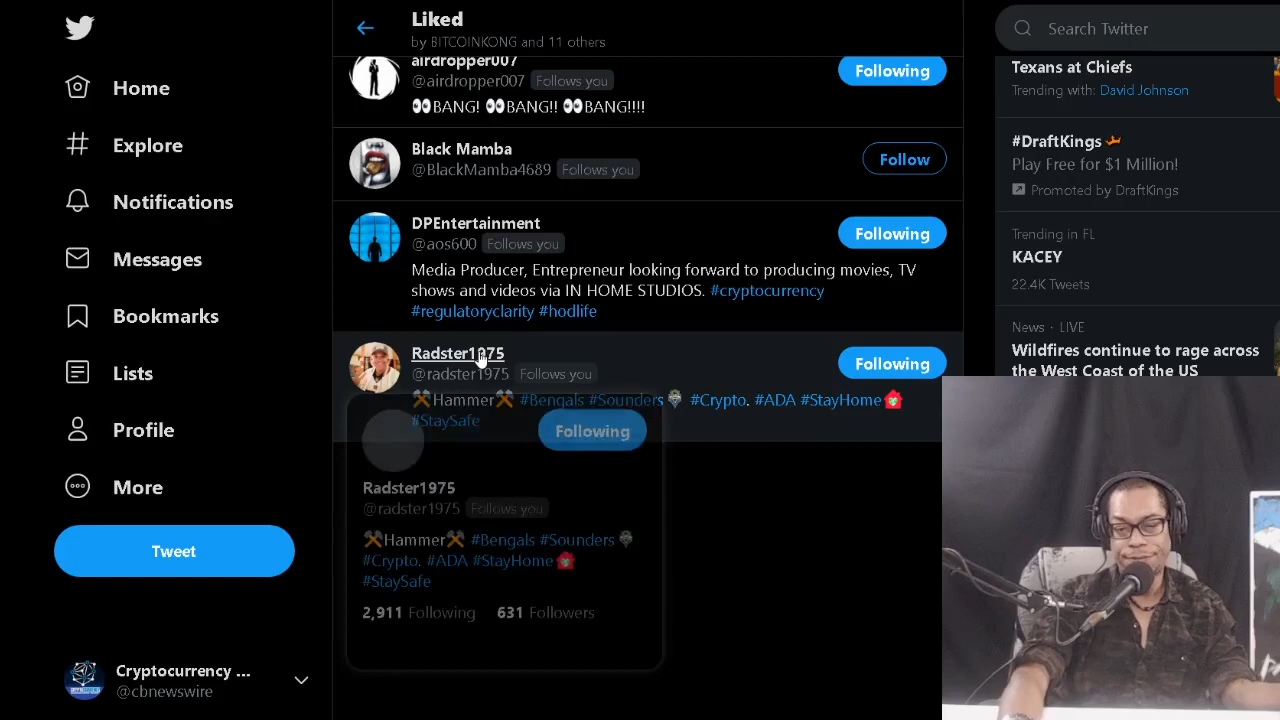 Home
Explore
Notifications
Messages
Bookmarks
Lists
Profile
More
Tweet
Cryptocurrency ...
@cbnewswire
Liked
by BITCOINKONG and 11 others
airdropper007
@airdropper007 Follows you
Following
👀BANG! 👀BANG!! 👀BANG!!!!
Black Mamba
@BlackMamba4689 Follows you
Follow
DPEntertainment
@aos600 Follows you
Following
Media Producer, Entrepreneur looking forward to producing movies, TV
shows and videos via IN HOME STUDIOS. #cryptocurrency
#regulatoryclarity #hodlife
Radster1975
@radster1975 Follows you
Following
⚒Hammer⚒ #Bengals #Sounders #Crypto. #ADA #StayHome
#StaySafe
Following
Radster1975
@radster1975 Follows you
⚒Hammer⚒ #Bengals #Sounders
#Crypto. #ADA #StayHome
#StaySafe
2,911 Following 631 Followers
Search Twitter
Texans at Chiefs
Trending with: David Johnson
#DraftKings
Play Free for $1 Million!
Promoted by DraftKings
Trending in FL
KACEY
22.4K Tweets
News · LIVE
Wildfires continue to rage across
the West Coast of the US